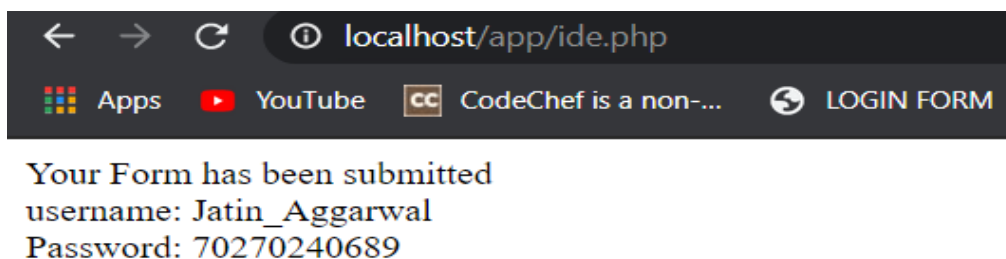 localhost/app/ide.php
Apps YouTube CC CodeChef is a non-... LOGIN FORM
Your Form has been submitted
username: Jatin_Aggarwal
Password: 70270240689